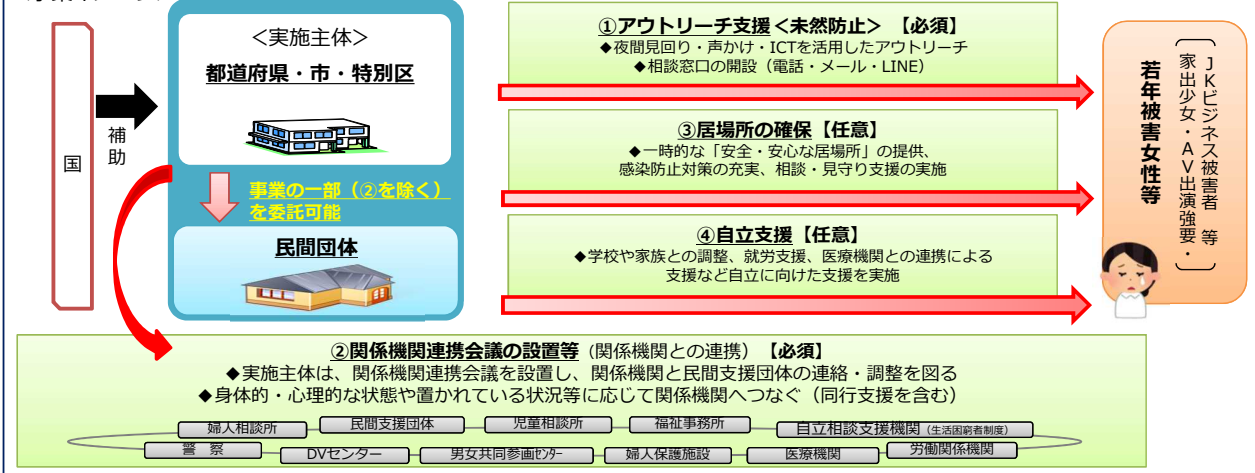 国
補助
＜実施主体＞
都道府県・市・特別区
事業の一部（②を除く）
を委託可能
民間団体
①アウトリーチ支援＜未然防止＞ 【必須】
◆夜間見回り・声かけ・ICTを活用したアウトリーチ
◆相談窓口の開設（電話・メール・LINE）
③居場所の確保【任意】
◆一時的な「安全・安心な居場所」の提供、
感染防止対策の充実、相談・見守り支援の実施
④自立支援【任意】
◆学校や家族との調整、就労支援、医療機関との連携による
支援など自立に向けた支援を実施
JKビジネス被害者 等
家出少女・AV出演強要・
若年被害女性等
②関係機関連携会議の設置等（関係機関との連携）【必須】
◆実施主体は、関係機関連携会議を設置し、関係機関と民間支援団体の連絡・調整を図る
◆身体的・心理的な状態や置かれている状況等に応じて関係機関へつなぐ（同行支援を含む）
婦人相談所
民間支援団体
児童相談所
福祉事務所
自立相談支援機関（生活困窮者制度）
警 察
DVセンター
男女共同参画センター
婦人保護施設
医療機関
労働関係機関